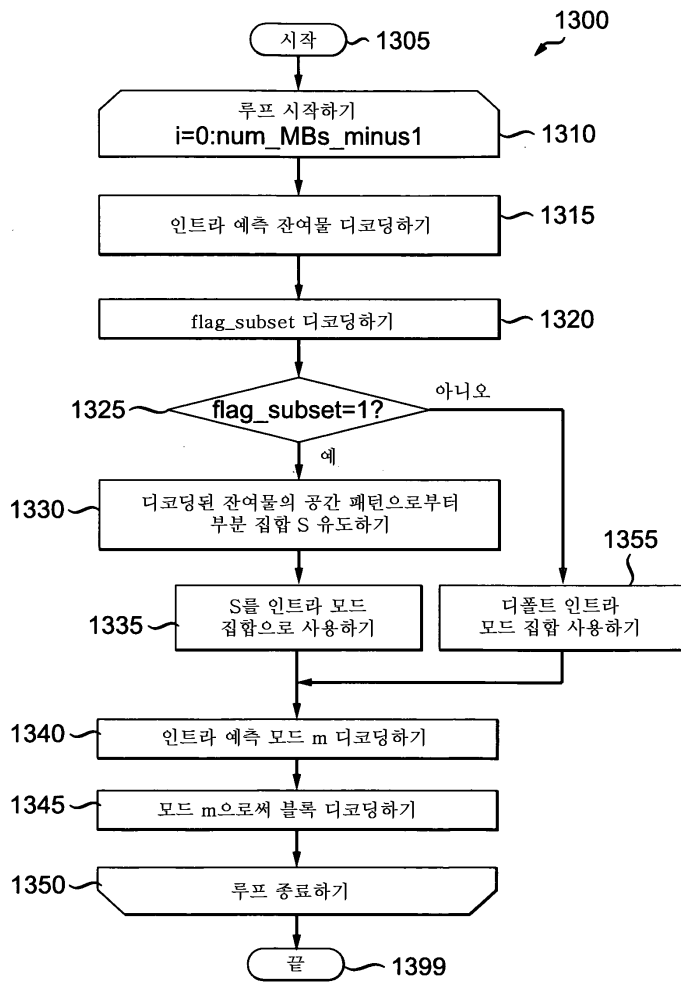 1300
시작
1305
루프 시작하기
i=0:num_MBs_minus1
1310
인트라 예측 잔여물 디코딩하기
1315
flag_subset 디코딩하기
1320
1325
flag_subset=1?
아니오
예
1330
디코딩된 잔여물의 공간 패턴으로부터
부분 집합 S 유도하기
1335
S를 인트라 모드
집합으로 사용하기
1355
디폴트 인트라
모드 집합 사용하기
1340
인트라 예측 모드 m 디코딩하기
1345
모드 m으로써 블록 디코딩하기
1350
루프 종료하기
끝
1399